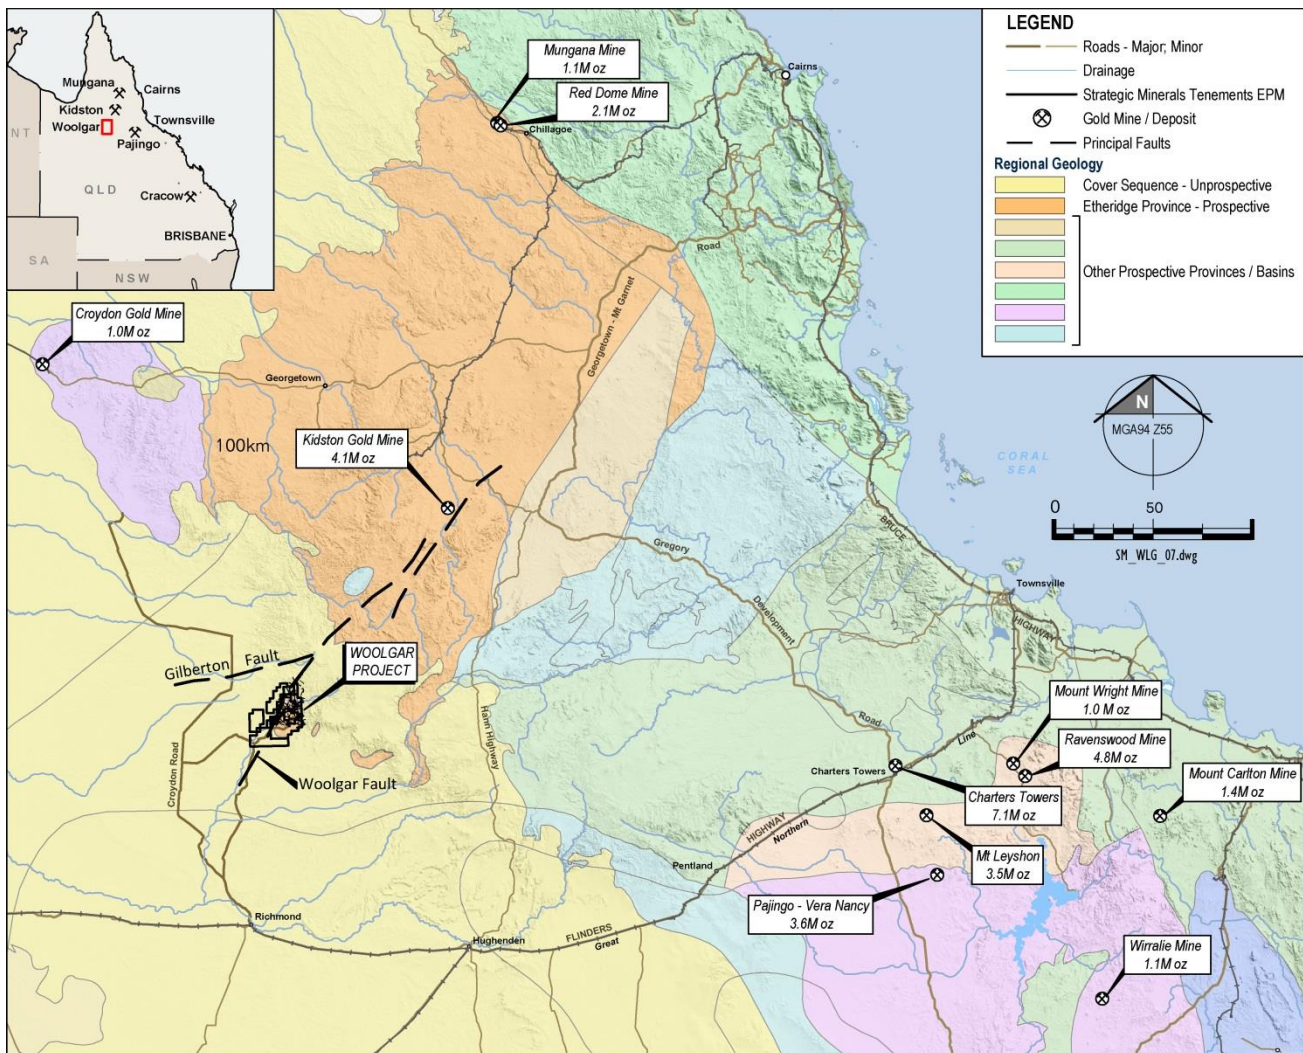 NT
Mungana
Cairns
Kidston
Woolgar
Townsville
Pajingo
QLD
Cracow
BRISBANE
SA
NSW
LEGEND
Roads - Major; Minor
Drainage
Strategic Minerals Tenements EPM
Gold Mine / Deposit
Principal Faults
Regional Geology
Cover Sequence - Unprospective
Etheridge Province - Prospective
Other Prospective Provinces / Basins
N
MGA94 Z55
0
50
SM_WLG_07.dwg
CORAL
SEA
Mungana Mine
1.1M oz
Red Dome Mine
2.1M oz
Chillagoe
Cairns
Road
Georgetown - Mt Garnet
Croydon Gold Mine
1.0M oz
Georgetown
100km
Kidston Gold Mine
4.1M oz
Gregory
Development
Road
BRUCE
HIGHWAY
Townsville
Gilberton Fault
WOOLGAR
PROJECT
Woolgar Fault
Croydon Road
Hann Highway
Mount Wright Mine
1.0 M oz
Ravenswood Mine
4.8M oz
Mount Carlton Mine
1.4M oz
Line
Charters Towers
Charters Towers
7.1M oz
HIGHWAY
Northern
Mt Leyshon
3.5M oz
Pentland
Pajingo - Vera Nancy
3.6M oz
Richmond
Hughenden
FLINDERS
Great
Wirralie Mine
1.1M oz